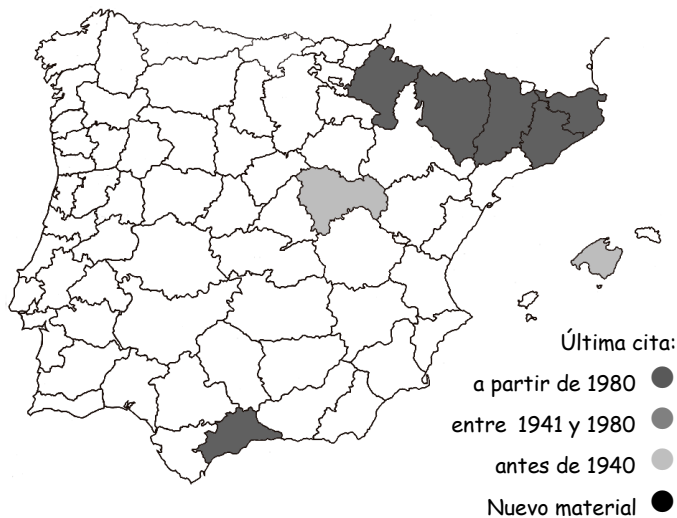 Última cita:
a partir de 1980
entre 1941 y 1980
antes de 1940
Nuevo material